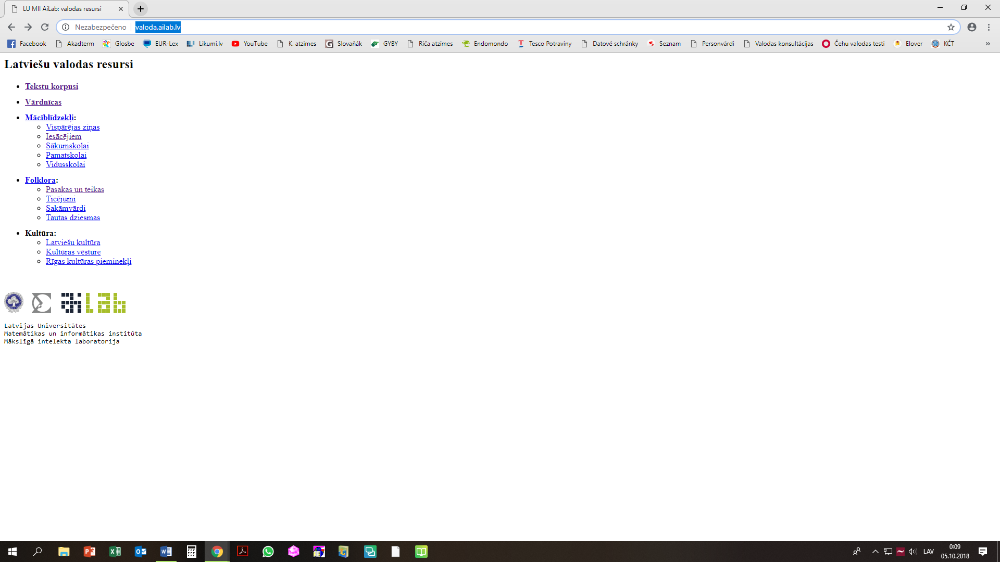 LU MII AiLab: valodas resursi
Nezabezpečeno valoda.ailab.lv
Facebook Akadterm Glosbe EUR-Lex Likumi.lv YouTube K. atzīmes Slovaňák GYBY Riča atzīmes Endomondo Tesco Potraviny Datové schránky Seznam Personvārdi Valodas konsultācijas Čehu valodas testi Elover KČT
Latviešu valodas resursi
Tekstu korpusi
Vārdnīcas
Mācīblīdzekļi:
Vispārējas ziņas
Iesācējiem
Sākumskolai
Pamatskolai
Vidusskolai
Folklora:
Pasakas un teikas
Ticējumi
Sakāmvārdi
Tautas dziesmas
Kultūra:
Latviešu kultūra
Kultūras vēsture
Rīgas kultūras pieminekļi
aiLab
Latvijas Universitātes
Matemātikas un informātikas institūta
Mākslīgā intelekta laboratorija
LAV
0:09
05.10.2018